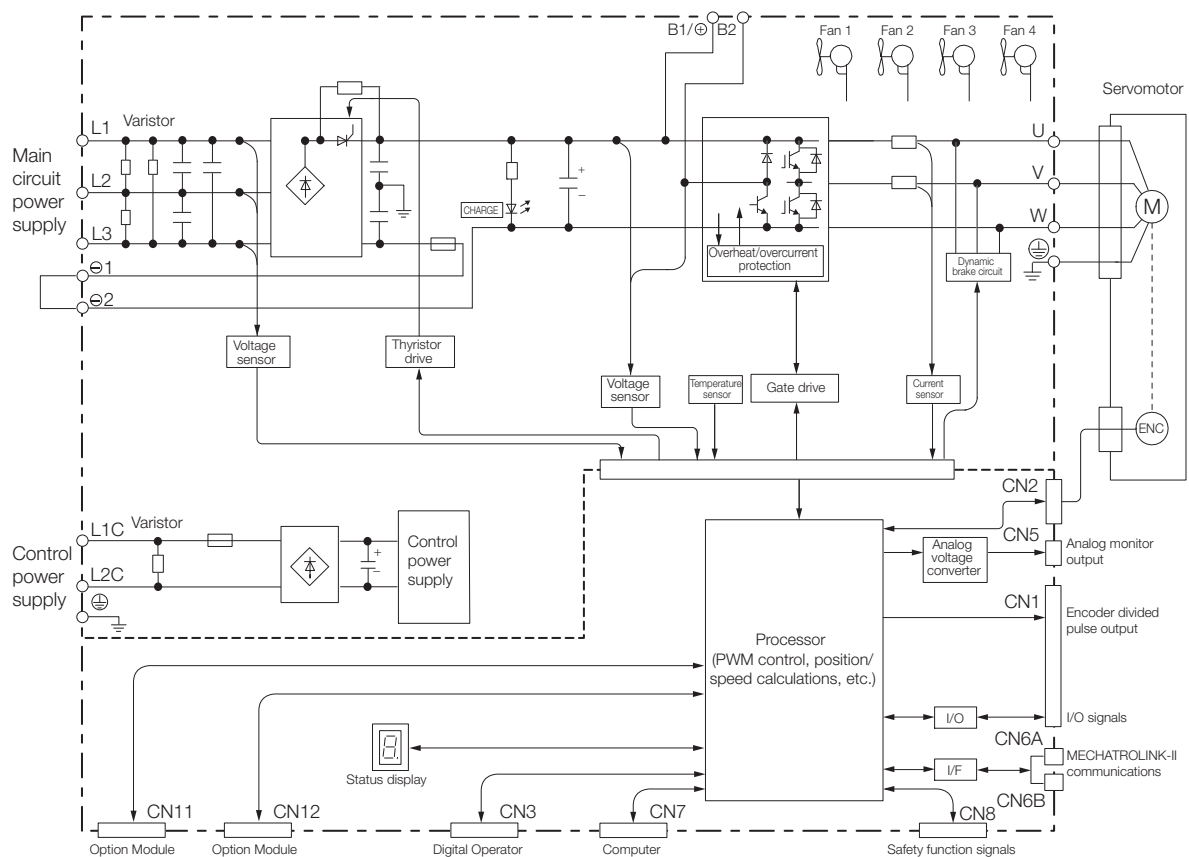 B1/⊕ B2
Fan 1
Fan 2
Fan 3
Fan 4
Servomotor
Main
circuit
power
supply
L1
Varistor
L2
L3
⊖1
⊖2
+
–
CHARGE
Overheat/overcurrent
protection
U
V
W
M
Dynamic
brake circuit
Voltage
sensor
Thyristor
drive
Voltage
sensor
Temperature
sensor
Gate drive
Current
sensor
ENC
Control
power
supply
L1C
Varistor
L2C
+
–
Control
power
supply
CN2
CN5
Analog
voltage
converter
Analog monitor
output
CN1
Encoder divided
pulse output
Processor
(PWM control, position/
speed calculations, etc.)
I/O
I/O signals
CN6A
I/F
MECHATROLINK-II
communications
CN6B
8.
Status display
CN11
CN12
CN3
CN7
CN8
Option Module
Option Module
Digital Operator
Computer
Safety function signals